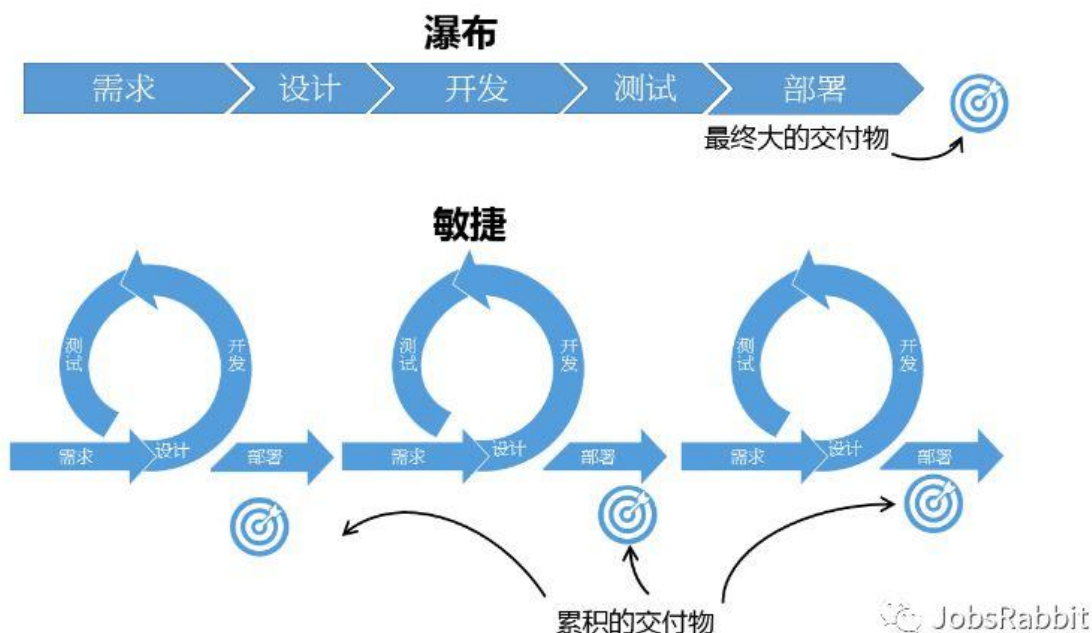 瀑布
需求
设计
开发
测试
部署
最终大的交付物
敏捷
测试
开发
需求
设计
部署
测试
开发
需求
设计
部署
测试
开发
需求
设计
部署
累积的交付物
JobsRabbit